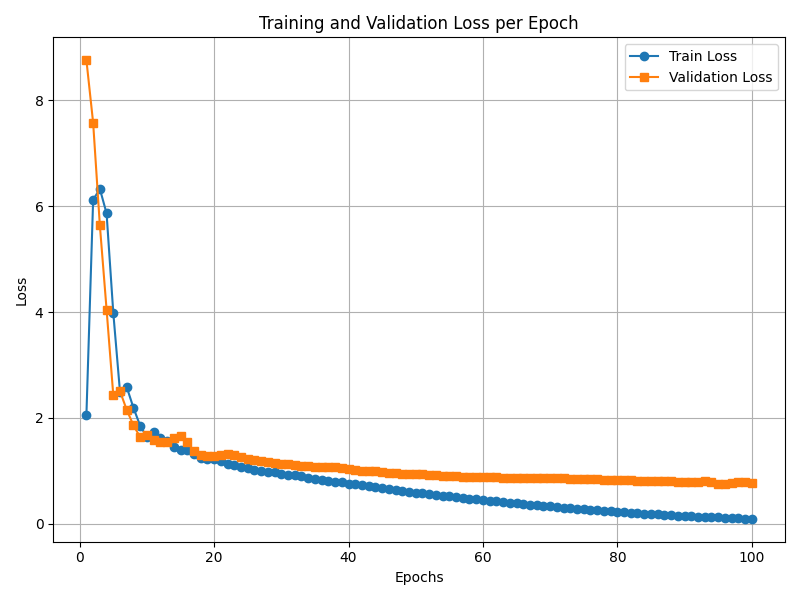 Training and Validation Loss per Epoch
Train Loss
Validation Loss
Loss
8
6
4
2
0
0 20 40 60 80 100
Epochs